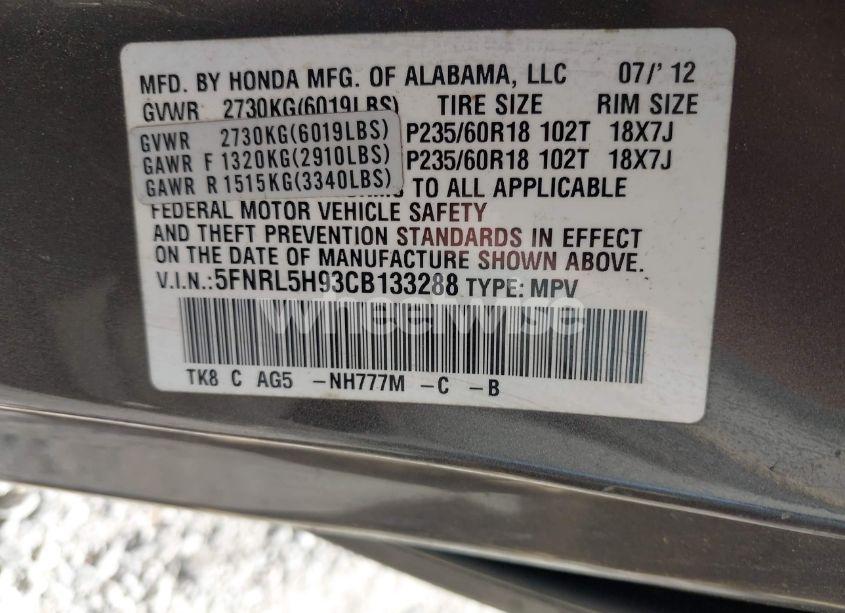 MFD. BY HONDA MFG. OF ALABAMA, LLC 07/' 12
GVWR 2730KG(6019LBS) TIRE SIZE RIM SIZE
GVWR 2730KG(6019LBS) P235/60R18 102T 18X7J
GAWR F 1320KG(2910LBS) P235/60R18 102T 18X7J
GAWR R 1515KG(3340LBS) TO ALL APPLICABLE
FEDERAL MOTOR VEHICLE SAFETY
AND THEFT PREVENTION STANDARDS IN EFFECT
ON THE DATE OF MANUFACTURE SHOWN ABOVE.
V.I.N.:5FNRL5H93CB133288 TYPE: MPV
wheelwise
TK8 C AG5 -NH777M -C -B